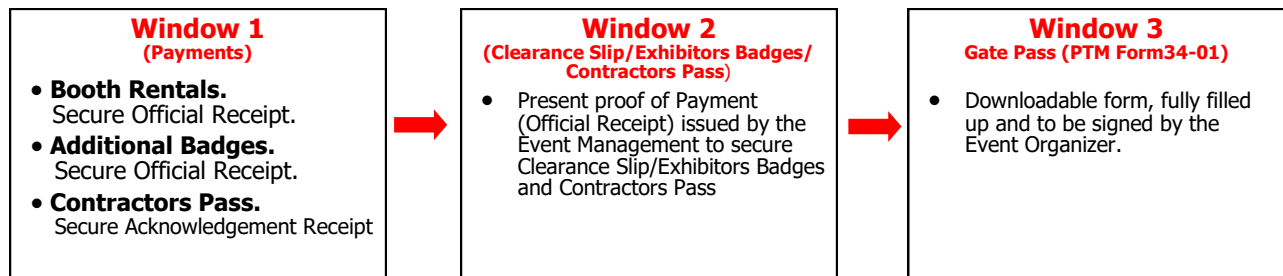 Window 1
(Payments)
• Booth Rentals.
Secure Official Receipt.
• Additional Badges.
Secure Official Receipt.
• Contractors Pass.
Secure Acknowledgement Receipt
Window 2
(Clearance Slip/Exhibitors Badges/
Contractors Pass)
• Present proof of Payment
(Official Receipt) issued by the
Event Management to secure
Clearance Slip/Exhibitors Badges
and Contractors Pass
Window 3
Gate Pass (PTM Form34-01)
• Downloadable form, fully filled
up and to be signed by the
Event Organizer.